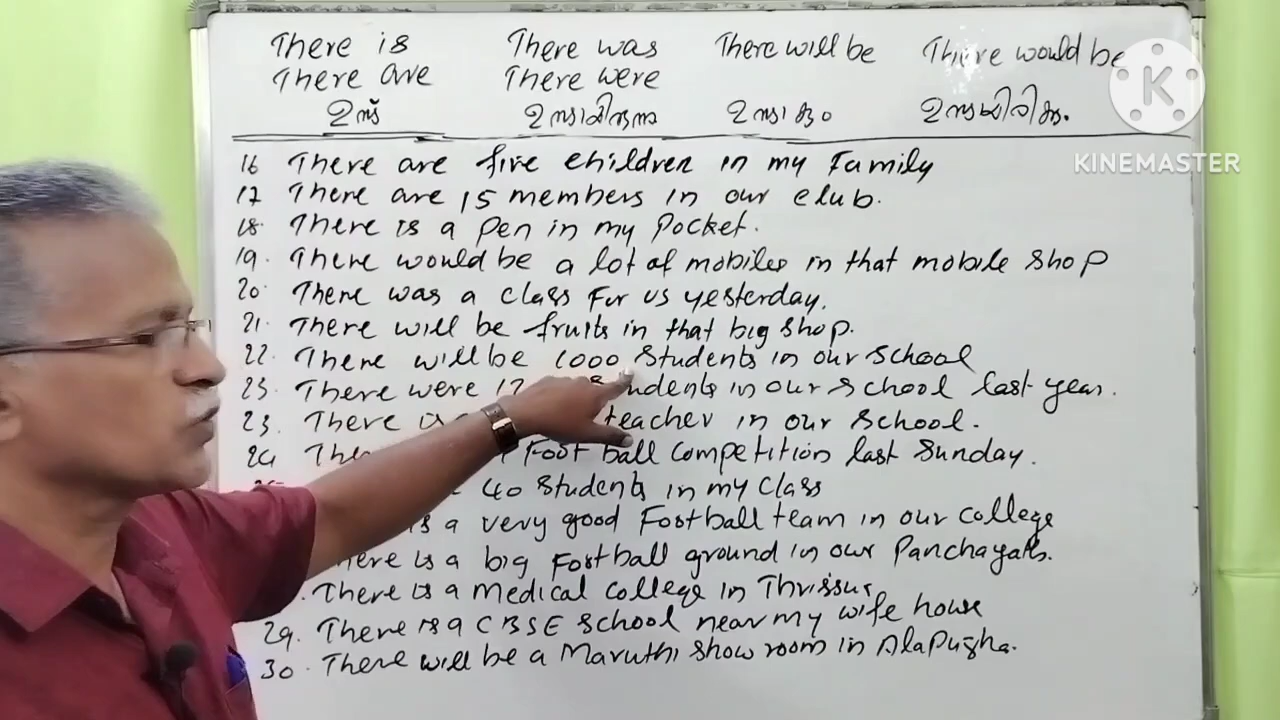 There is There was There will be There would be
There are There were
ഉണ്ട് ഉണ്ടായിരുന്നു ഉണ്ടാകും ഉണ്ടായിരിക്കും.
K
KINEMASTER
16 There are five children in my Family
17 There are 15 members in our club.
18. There is a pen in my pocket.
19. There would be a lot of mobiles in that mobile shop
20. There was a class for us yesterday.
21. There will be fruits in that big shop.
22. There will be 1000 students in our school
23. There were students in our school last year.
23. There teacher in our school.
24 Foot ball competition last Sunday.
40 students in my class
is a very good Football team in our college
here is a big Football ground in our Panchayath.
. There is a medical college in Thrissur
29. There is a CBSE school near my wife house
30. There will be a Maruthi show room in Alapuzha.